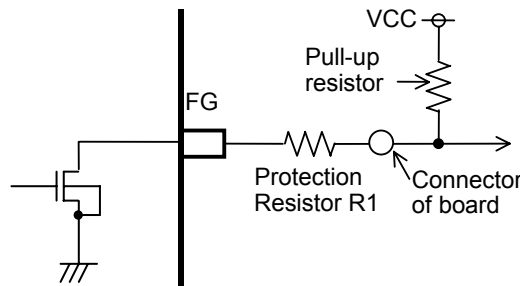 VCC
Pull-up
resistor
FG
Protection
Resistor R1
Connector
of board